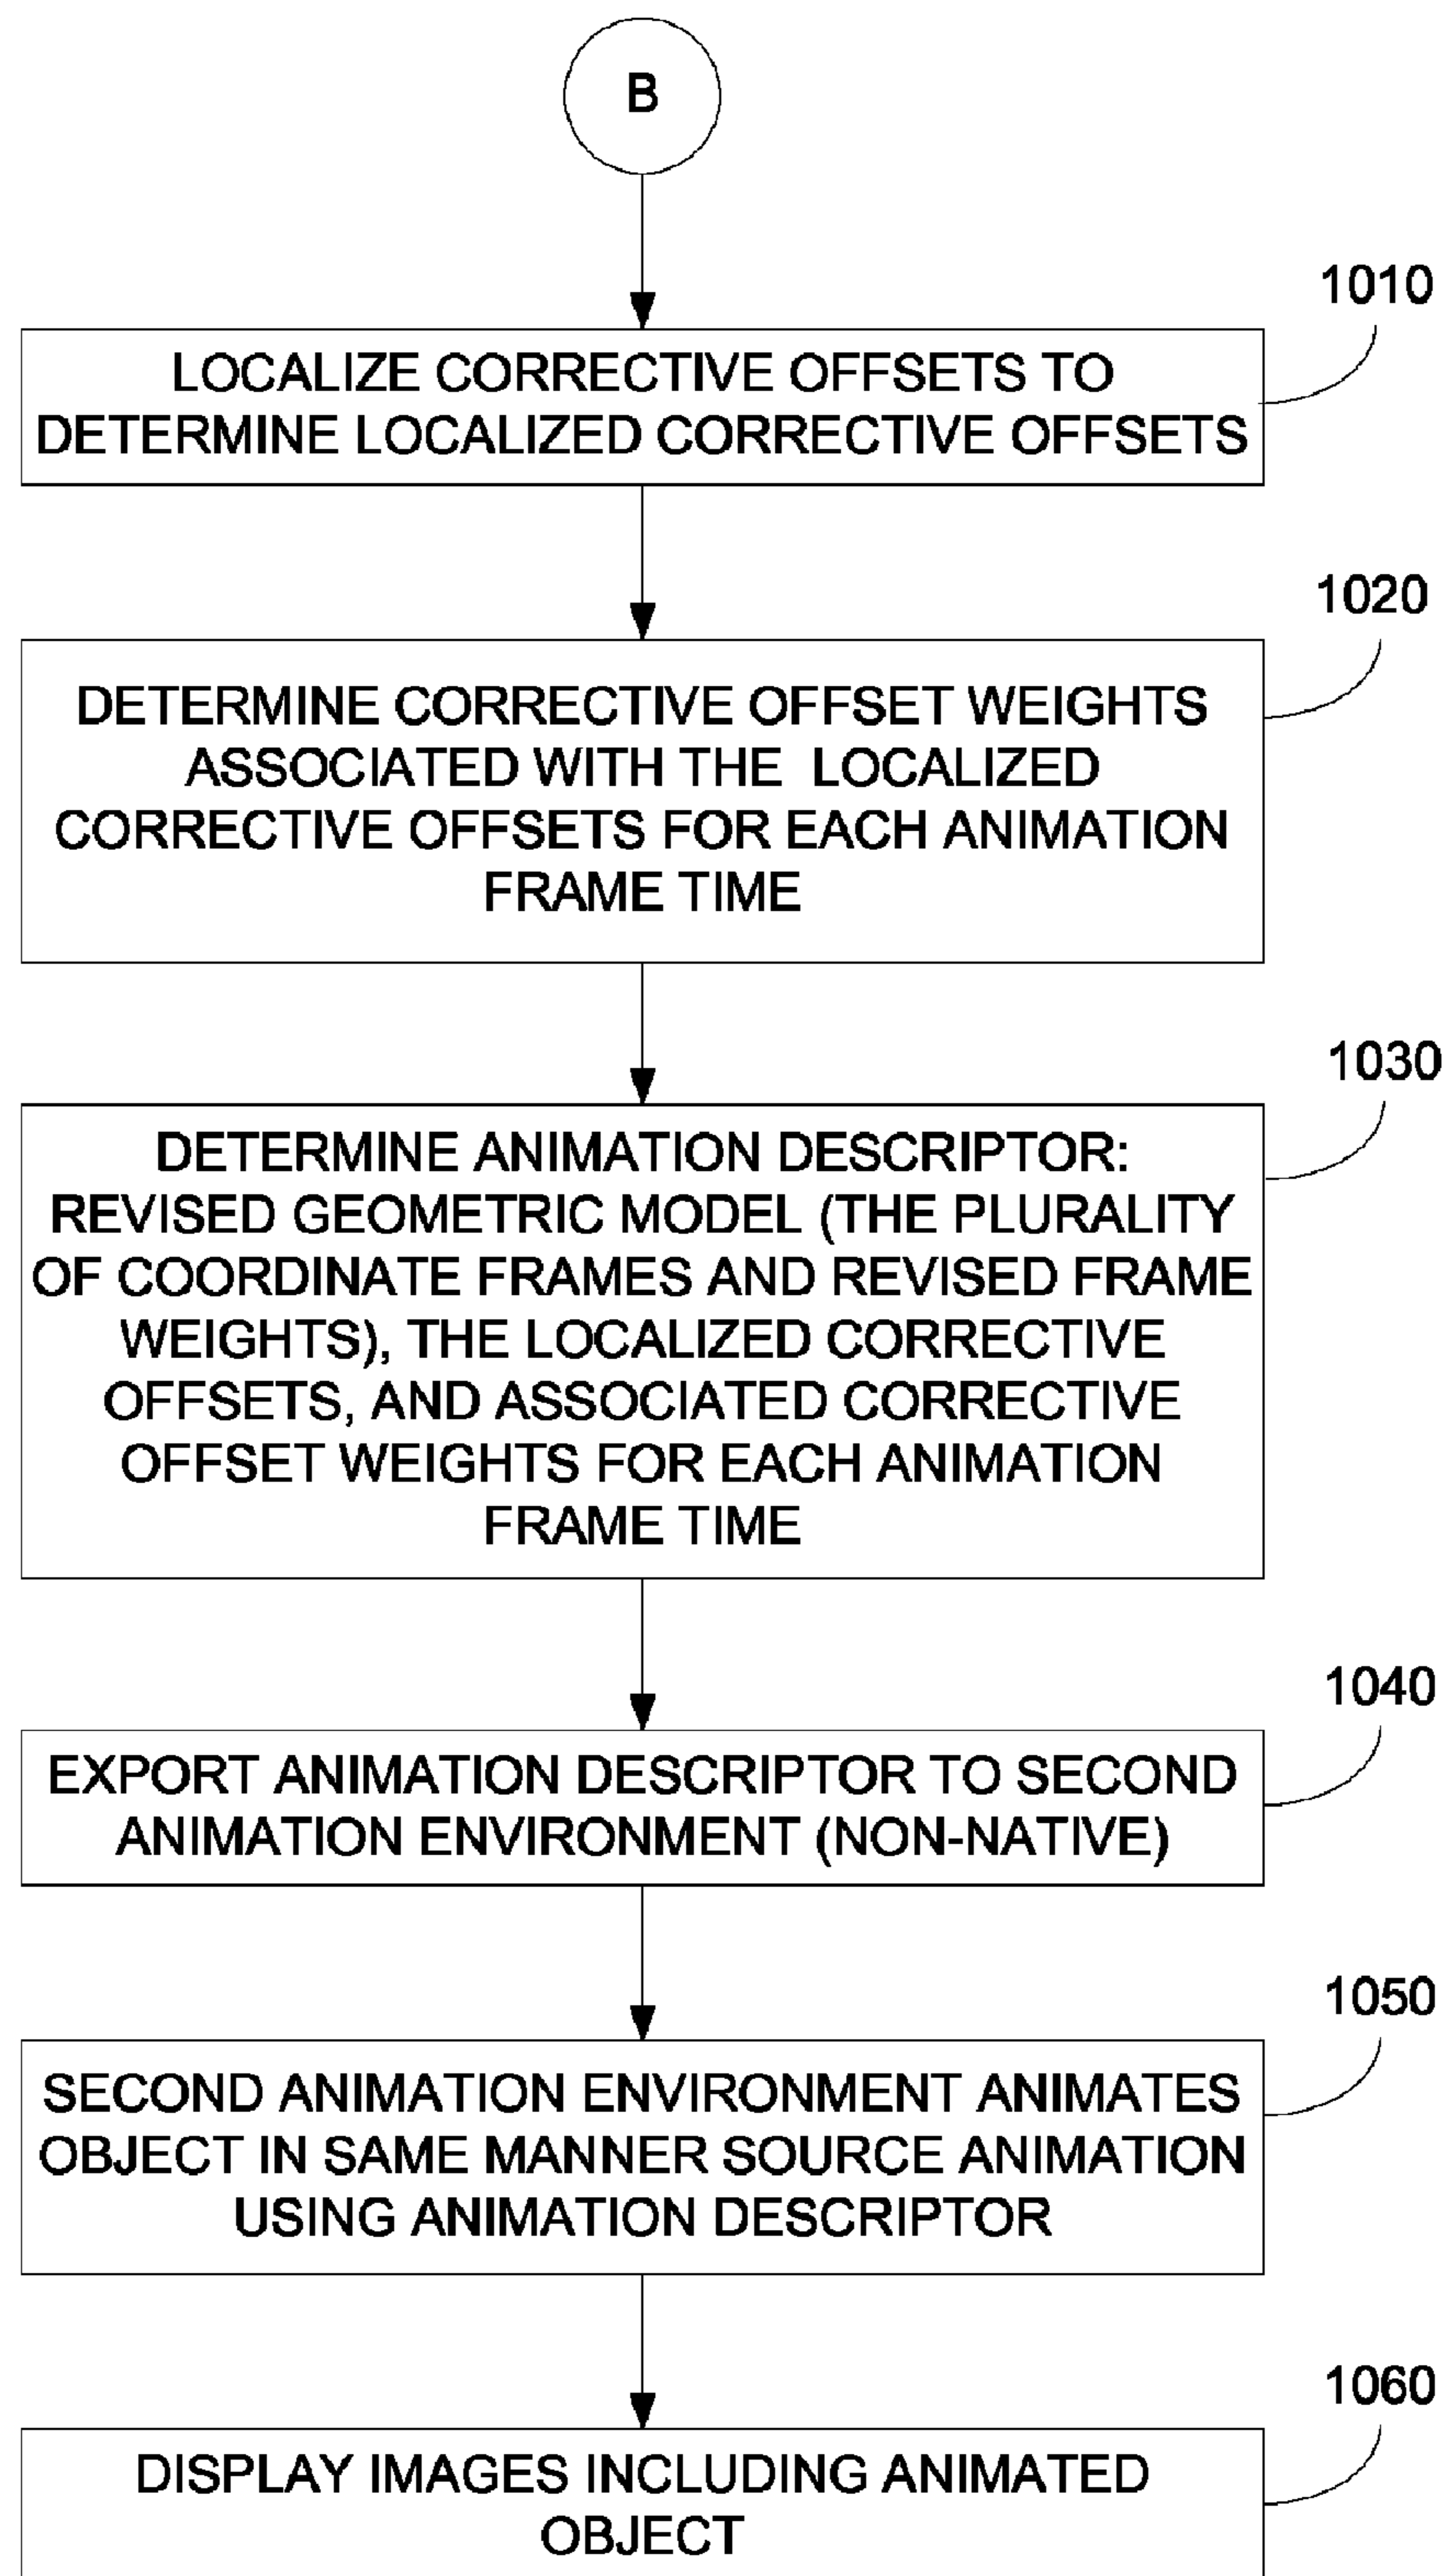 B
1010
LOCALIZE CORRECTIVE OFFSETS TO
DETERMINE LOCALIZED CORRECTIVE OFFSETS
1020
DETERMINE CORRECTIVE OFFSET WEIGHTS
ASSOCIATED WITH THE LOCALIZED
CORRECTIVE OFFSETS FOR EACH ANIMATION
FRAME TIME
1030
DETERMINE ANIMATION DESCRIPTOR:
REVISED GEOMETRIC MODEL (THE PLURALITY
OF COORDINATE FRAMES AND REVISED FRAME
WEIGHTS), THE LOCALIZED CORRECTIVE
OFFSETS, AND ASSOCIATED CORRECTIVE
OFFSET WEIGHTS FOR EACH ANIMATION
FRAME TIME
1040
EXPORT ANIMATION DESCRIPTOR TO SECOND
ANIMATION ENVIRONMENT (NON-NATIVE)
1050
SECOND ANIMATION ENVIRONMENT ANIMATES
OBJECT IN SAME MANNER SOURCE ANIMATION
USING ANIMATION DESCRIPTOR
1060
DISPLAY IMAGES INCLUDING ANIMATED
OBJECT